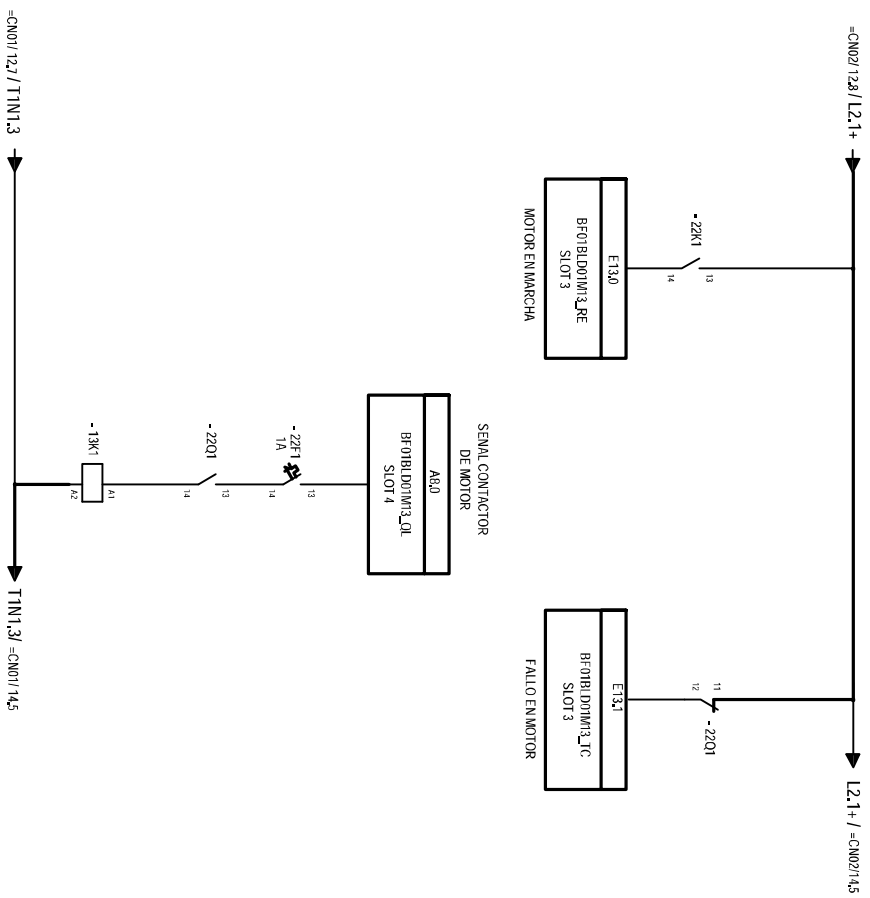 =CN02/ 12.8 / L2.1+
L2.1+ / =CN02/14.5
- 22K1
13
14
E13.0
BF01BLD01M13_RE
SLOT 3
MOTOR EN MARCHA
11
12
- 22Q1
E13.1
BF01BLD01M13_TC
SLOT 3
FALLO EN MOTOR
SENAL CONTACTOR
DE MOTOR
A8.0
BF01BLD01M13_QL
SLOT 4
- 22F1
1A
13
14
- 22Q1
13
14
- 13K1
A1
A2
=CN01/ 12.7 / T1N1.3
T1N1.3/ =CN01/ 14.5